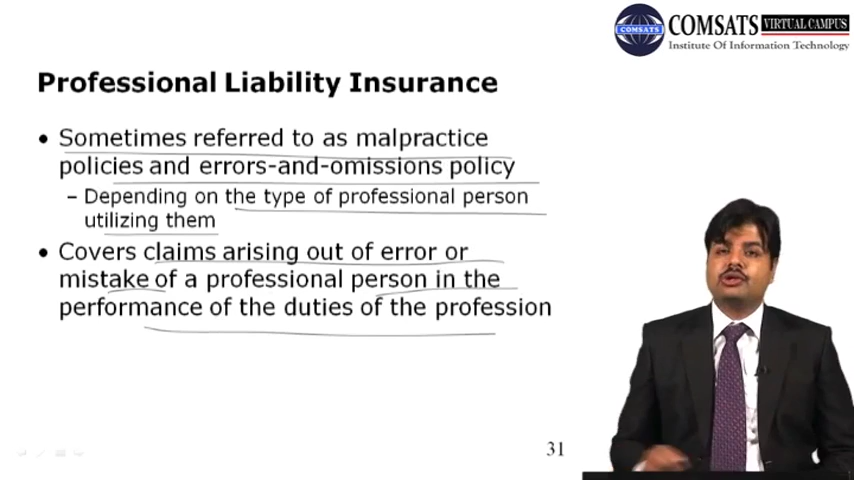 COMSATS VIRTUAL CAMPUS
COMSATS
Institute Of Information Technology
Professional Liability Insurance
• Sometimes referred to as malpractice
policies and errors-and-omissions policy
– Depending on the type of professional person
utilizing them
• Covers claims arising out of error or
mistake of a professional person in the
performance of the duties of the profession
31